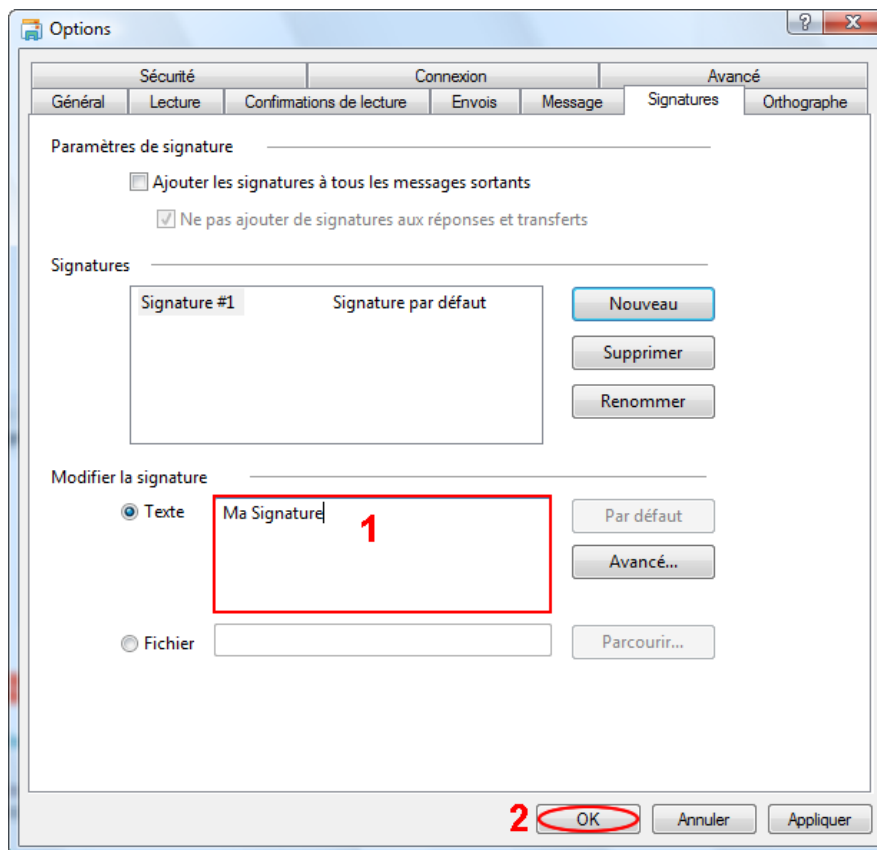 Options
Sécurité Connexion Avancé
Général Lecture Confirmations de lecture Envois Message Signatures Orthographe
Paramètres de signature
Ajouter les signatures à tous les messages sortants
Ne pas ajouter de signatures aux réponses et transferts
Signatures
Signature #1 Signature par défaut Nouveau
Supprimer
Renommer
Modifier la signature
Texte Ma Signature 1 Par défaut
Avancé...
Fichier Parcourir...
2 OK Annuler Appliquer